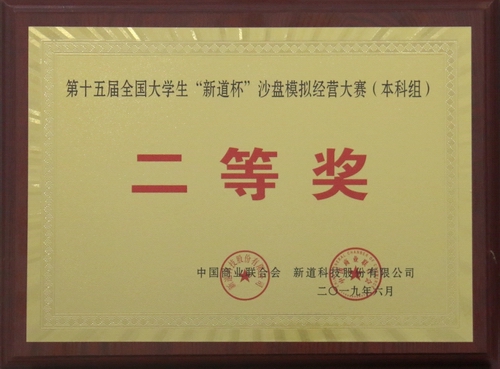 第十五届全国大学生“新道杯”沙盘模拟经营大赛（本科组）
二等奖
中国商业联合会 新道科技股份有限公司
二〇一九年六月